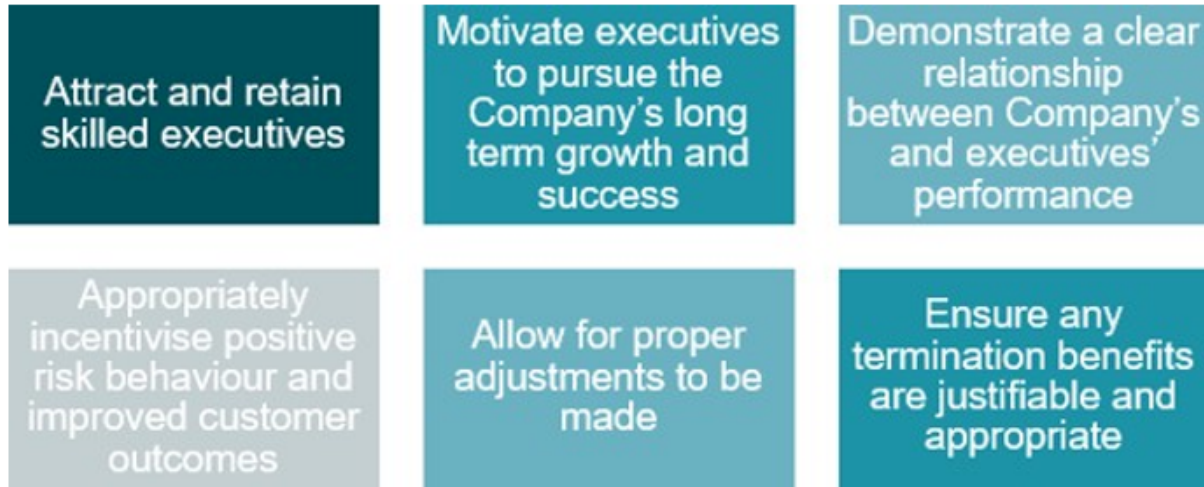 Attract and retain
skilled executives
Motivate executives
to pursue the
Company’s long
term growth and
success
Demonstrate a clear
relationship
between Company’s
and executives’
performance
Appropriately
incentivise positive
risk behaviour and
improved customer
outcomes
Allow for proper
adjustments to be
made
Ensure any
termination benefits
are justifiable and
appropriate